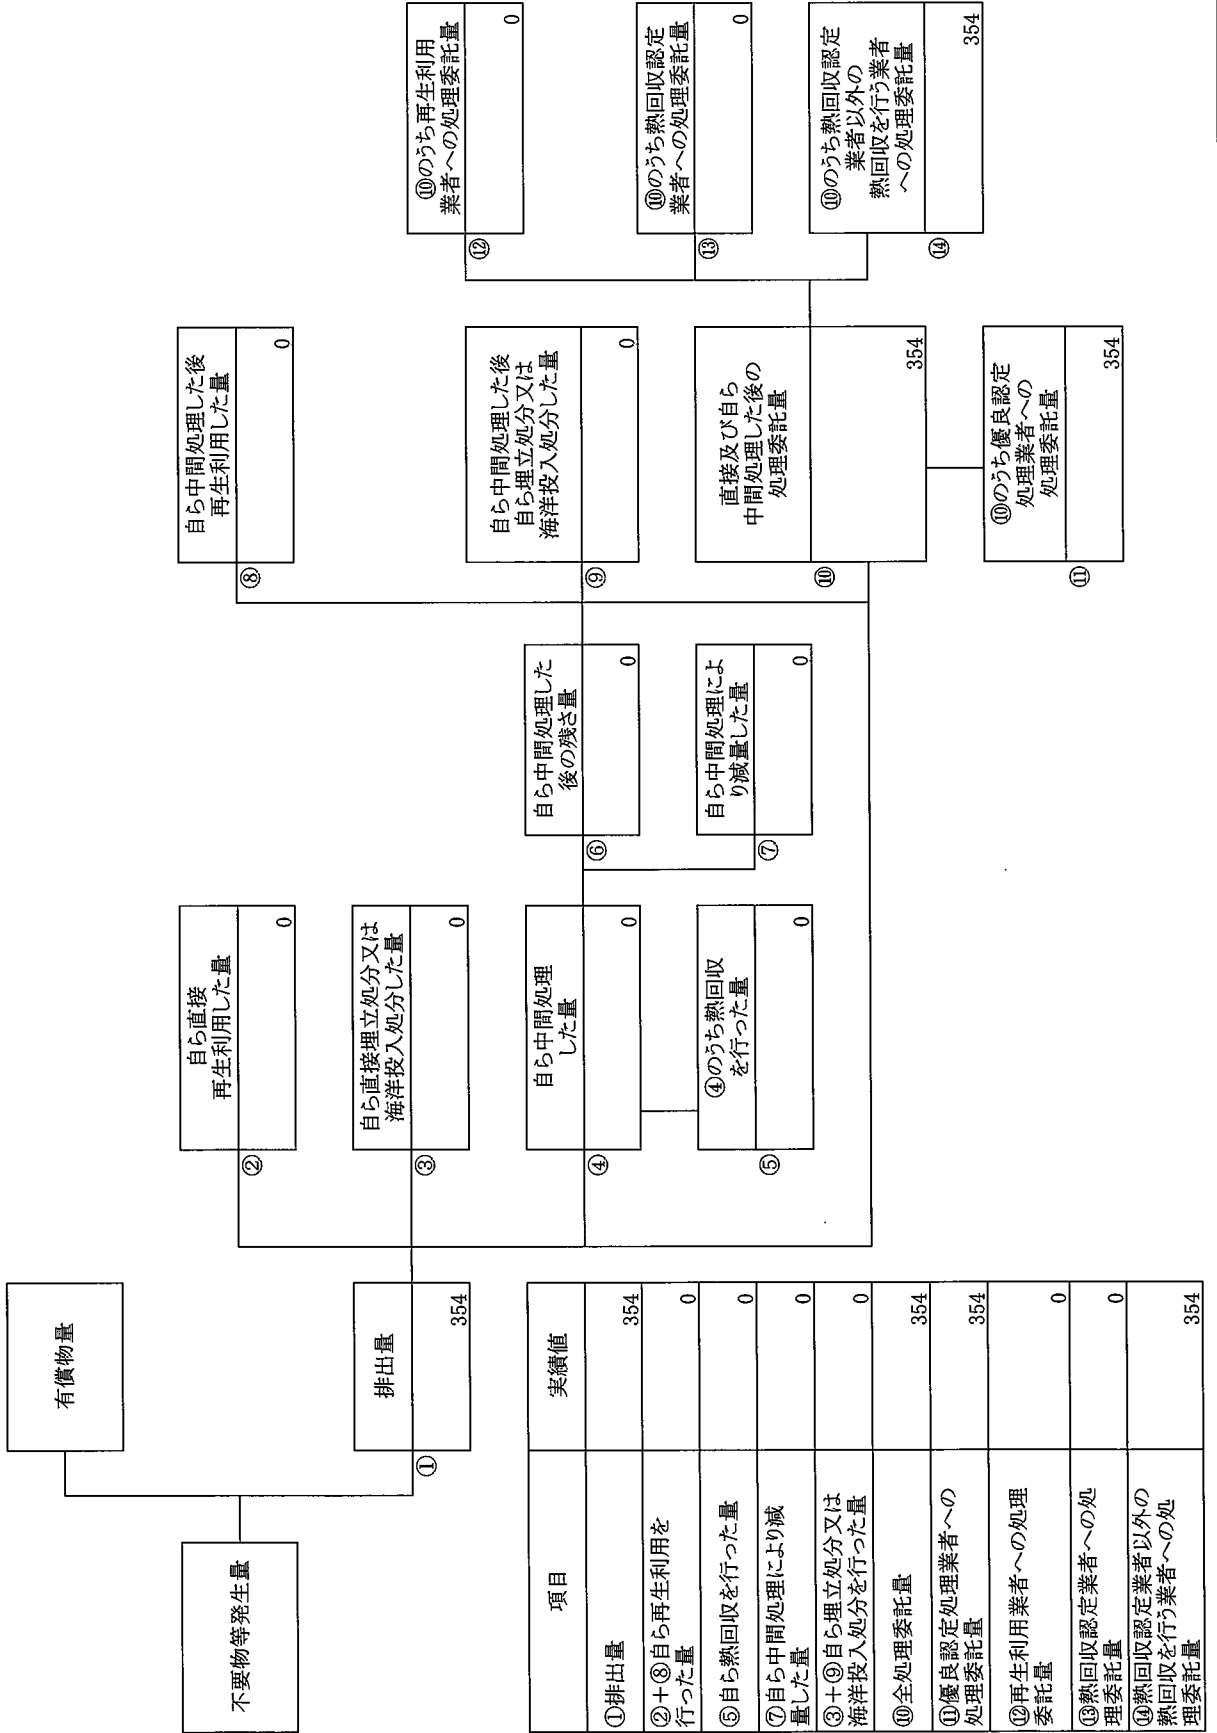 不要物等発生量
有償物量
①
排出量
354
②
自ら直接
再生利用した量
0
③
自ら直接埋立処分又は
海洋投入処分した量
0
④
自ら中間処理
した量
0
⑤
④のうち熱回収
を行った量
0
⑥
自ら中間処理した
後の残さ量
0
⑦
自ら中間処理によ
り減量した量
0
⑧
自ら中間処理した後
再生利用した量
0
⑨
自ら中間処理した後
自ら埋立処分又は
海洋投入処分した量
0
⑩
直接及び自ら
中間処理した後の
処理委託量
354
⑪
⑩のうち優良認定
処理業者への
処理委託量
354
⑫
⑩のうち再生利用
業者への処理委託量
0
⑬
⑩のうち熱回収認定
業者への処理委託量
0
⑭
⑩のうち熱回収認定
業者以外の
熱回収を行う業者
への処理委託量
354
項目
実績値
①排出量
354
②+⑧自ら再生利用を
行った量
0
⑤自ら熱回収を行った量
0
⑦自ら中間処理により減
量した量
0
③+⑨自ら埋立処分又は
海洋投入処分を行った量
0
⑩全処理委託量
354
⑪優良認定処理業者への
処理委託量
354
⑫再生利用業者への処理
委託量
0
⑬熱回収認定業者への処
理委託量
0
⑭熱回収認定業者以外の
熱回収を行う業者への処
理委託量
354